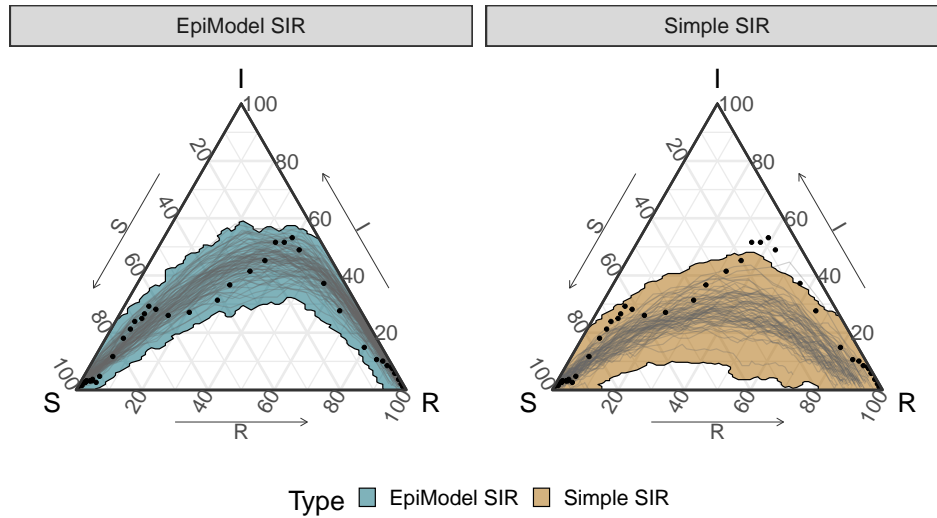 EpiModel SIR Simple SIR
I I
100 100
20 80 20 80
S 40 60 I S 40 60 I
60 40 60 40
80 20 80 20
100 100
S 20 40 60 80 100 R S 20 40 60 80 100 R
R R
Type EpiModel SIR Simple SIR